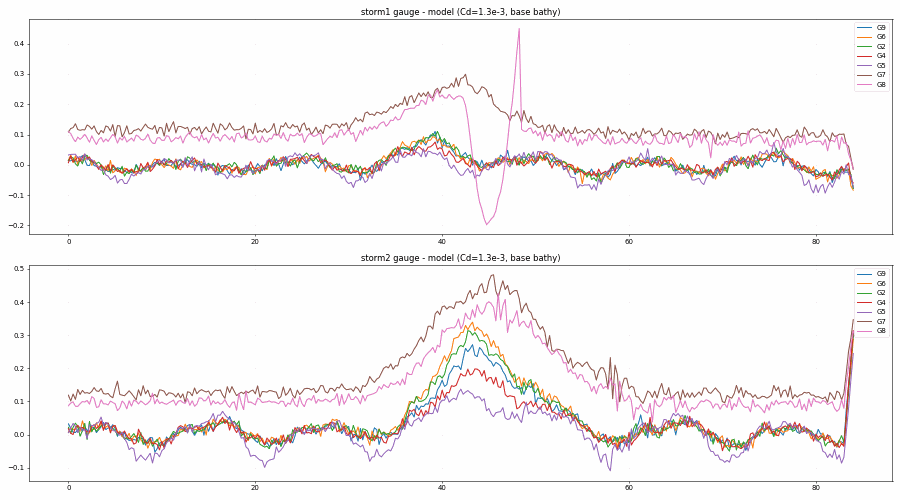 storm1 gauge - model (Cd=1.3e-3, base bathy)
0.4
0.3
0.2
0.1
0.0
−0.1
−0.2
G9
G6
G2
G4
G5
G7
G8
0 20 40 60 80
storm2 gauge - model (Cd=1.3e-3, base bathy)
0.5
0.4
0.3
0.2
0.1
0.0
−0.1
G9
G6
G2
G4
G5
G7
G8
0 20 40 60 80